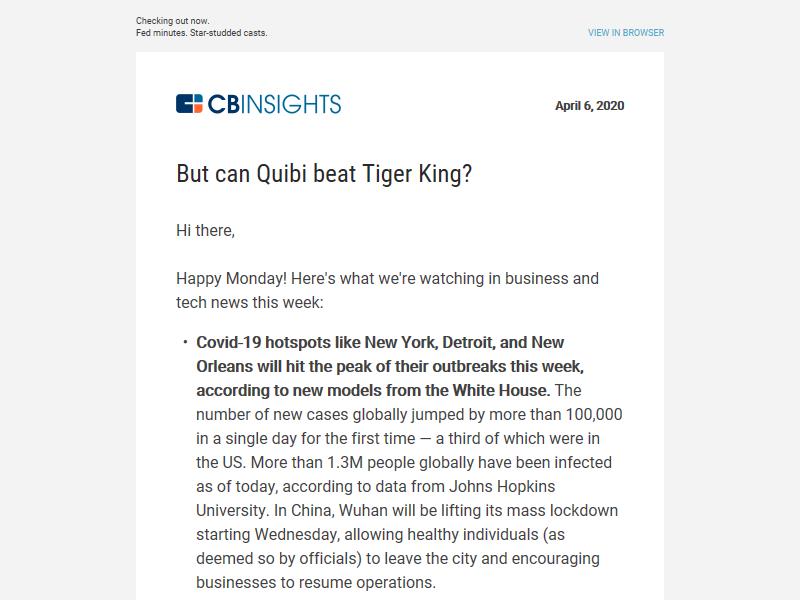 Checking out now.
Fed minutes. Star-studded casts.
VIEW IN BROWSER
CBINSIGHTS
April 6, 2020
But can Quibi beat Tiger King?
Hi there,
Happy Monday! Here's what we're watching in business and
tech news this week:
• Covid-19 hotspots like New York, Detroit, and New
Orleans will hit the peak of their outbreaks this week,
according to new models from the White House. The
number of new cases globally jumped by more than 100,000
in a single day for the first time — a third of which were in
the US. More than 1.3M people globally have been infected
as of today, according to data from Johns Hopkins
University. In China, Wuhan will be lifting its mass lockdown
starting Wednesday, allowing healthy individuals (as
deemed so by officials) to leave the city and encouraging
businesses to resume operations.